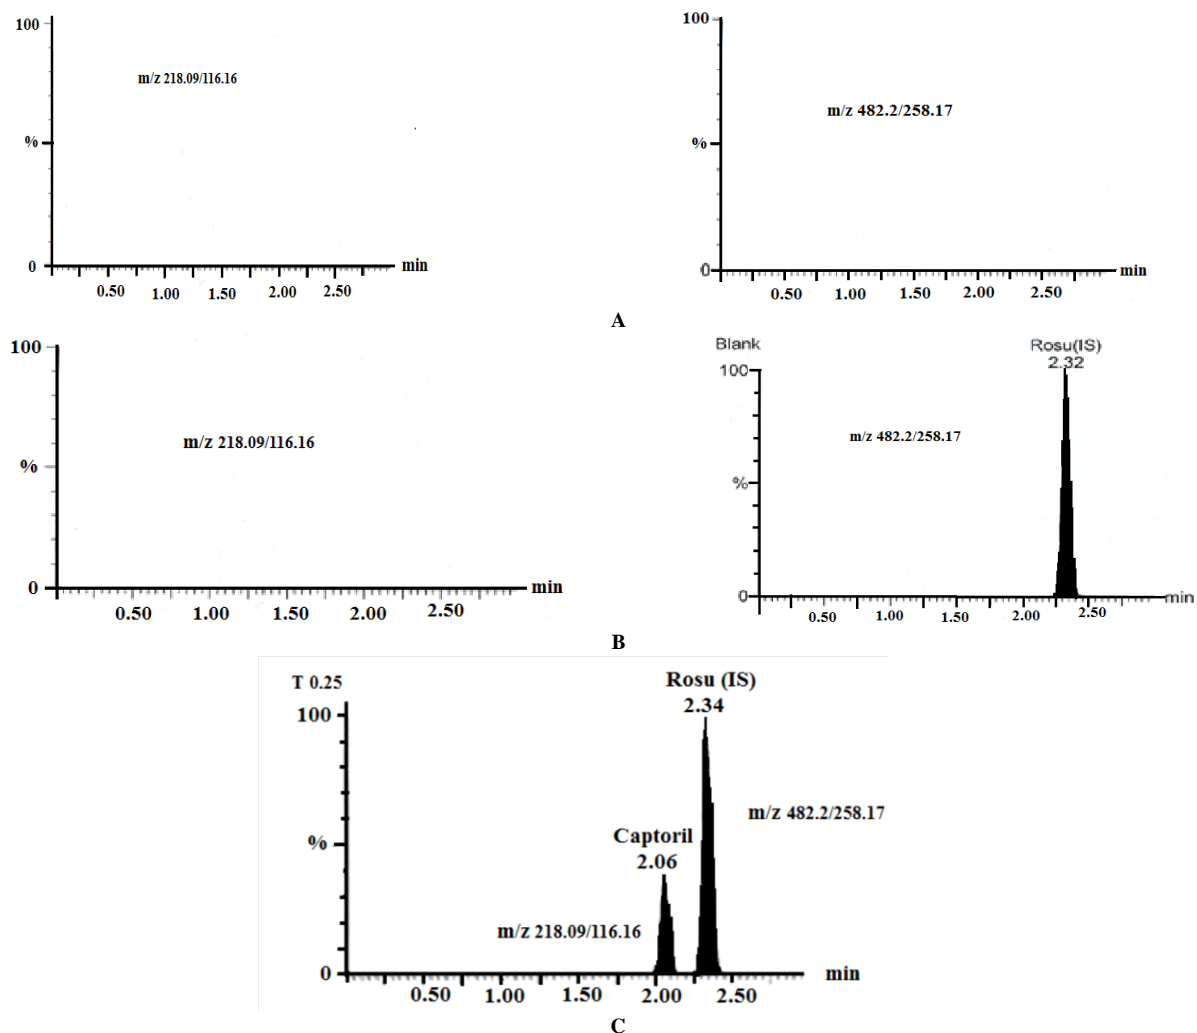 100
m/z 218.09/116.16
%
0
min
0.50 1.00 1.50 2.00 2.50
100
m/z 482.2/258.17
%
0
min
0.50 1.00 1.50 2.00 2.50
A
100
m/z 218.09/116.16
%
0
min
0.50 1.00 1.50 2.00 2.50
Blank
Rosu(IS)
2.32
100
m/z 482.2/258.17
%
0
min
0.50 1.00 1.50 2.00 2.50
B
T 0.25
Rosu (IS)
2.34
100
m/z 482.2/258.17
Captoril
2.06
%
m/z 218.09/116.16
0
min
0.50 1.00 1.50 2.00 2.50
C